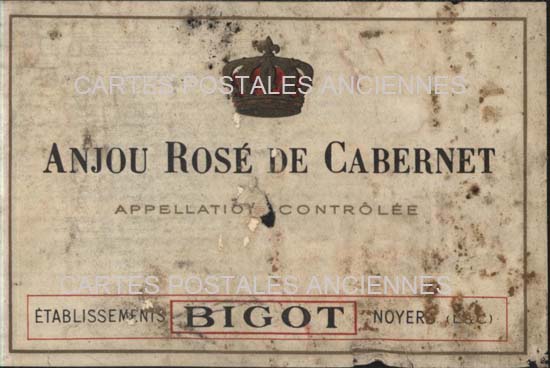 CARTES POSTALES ANCIENNES
ANJOU ROSÉ DE CABERNET
APPELLATION CONTRÔLÉE
CARTES POSTALES ANCIENNES
ÉTABLISSEMENTS BIGOT NOYERS (L&C)